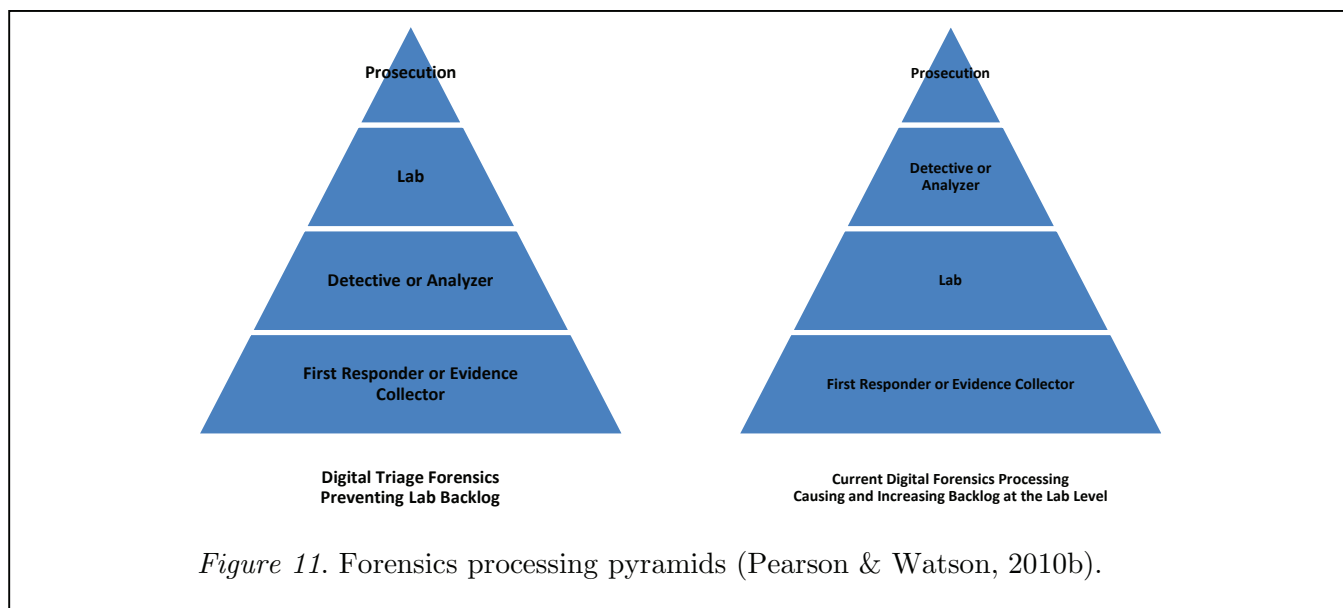 Prosecution
Lab
Detective or Analyzer
First Responder or Evidence
Collector
Digital Triage Forensics
Preventing Lab Backlog
Prosecution
Detective or
Analyzer
Lab
First Responder or Evidence Collector
Current Digital Forensics Processing
Causing and Increasing Backlog at the Lab Level
Figure 11. Forensics processing pyramids (Pearson & Watson, 2010b).